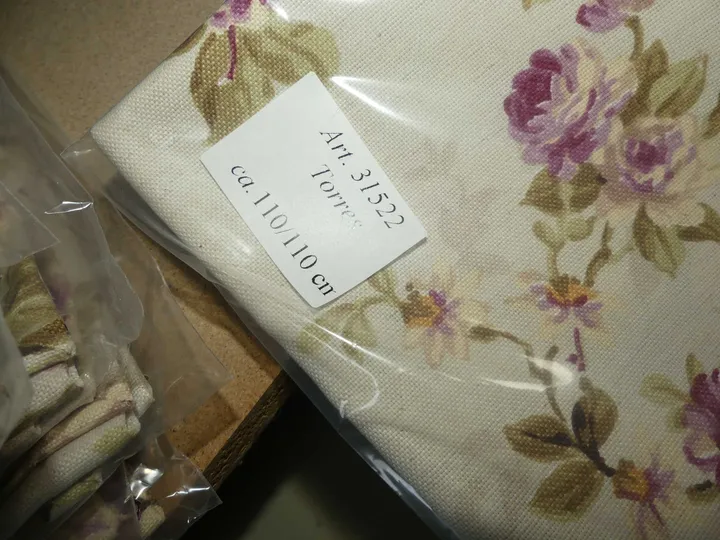 Art. 31522
Torres
ca.110/110 cm